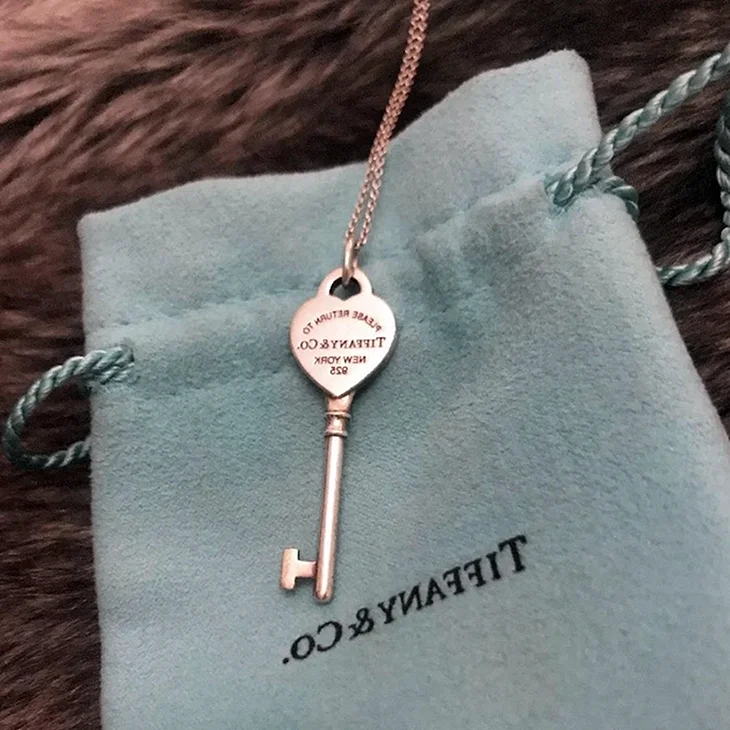 PLEASE RETURN TO
TIFFANY & CO.
NEW YORK
925
TIFFANY & CO.